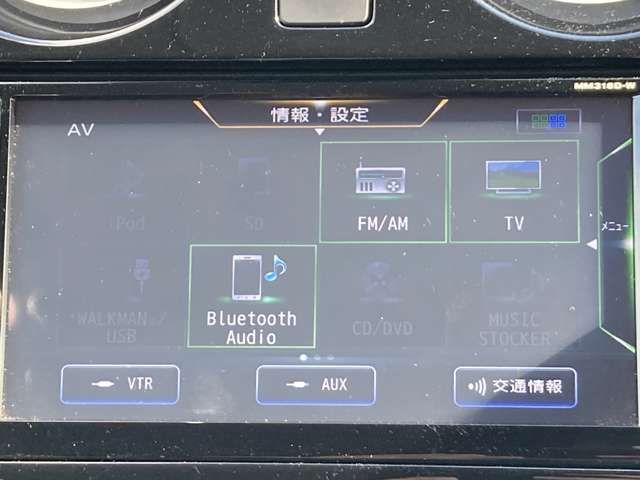 MM316D-W
情報・設定
AV
iPod
SD
FM/AM
TV
メニュー
WALKMAN®/
USB
Bluetooth
Audio
CD/DVD
MUSIC
STOCKER
VTR
AUX
交通情報